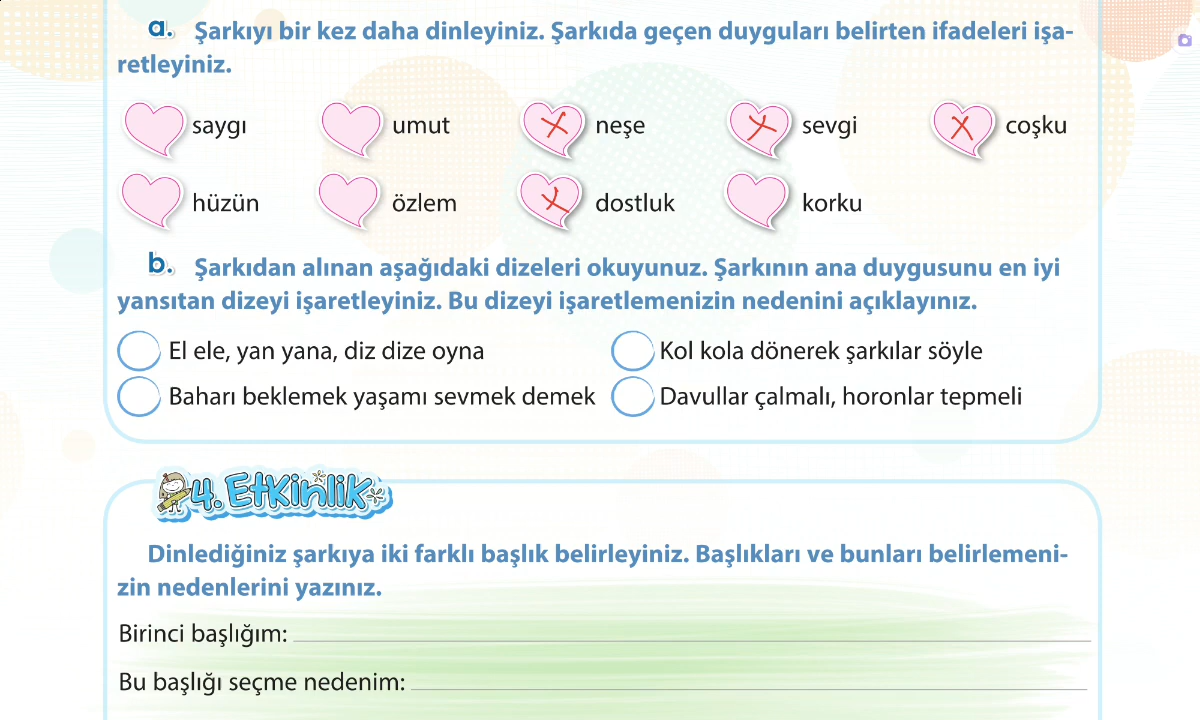 a. Şarkıyı bir kez daha dinleyiniz. Şarkıda geçen duyguları belirten ifadeleri işa-
retleyiniz.
saygı umut neşe sevgi coşku
hüzün özlem dostluk korku
b. Şarkıdan alınan aşağıdaki dizeleri okuyunuz. Şarkının ana duygusunu en iyi
yansıtan dizeyi işaretleyiniz. Bu dizeyi işaretlemenizin nedenini açıklayınız.
El ele, yan yana, diz dize oyna Kol kola dönerek şarkılar söyle
Baharı beklemek yaşamı sevmek demek Davullar çalmalı, horonlar tepmeli
4. Etkinlik
Dinlediğiniz şarkıya iki farklı başlık belirleyiniz. Başlıkları ve bunları belirlemeni-
zin nedenlerini yazınız.
Birinci başlığım:
Bu başlığı seçme nedenim: